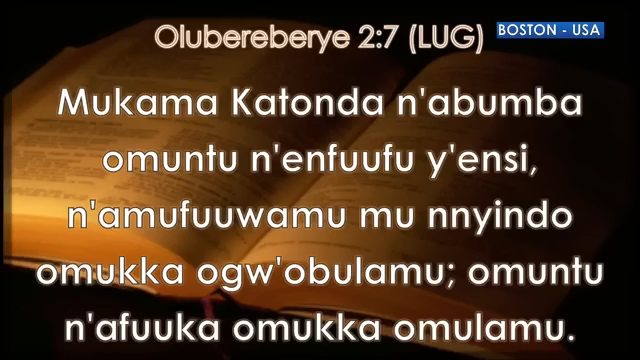 Olubereberye 2:7 (LUG)
BOSTON - USA
Mukama Katonda n'abumba
omuntu n'enfuufu y'ensi,
n'amufuuwamu mu nnyindo
omukka ogw'obulamu; omuntu
n'afuuka omukka omulamu.